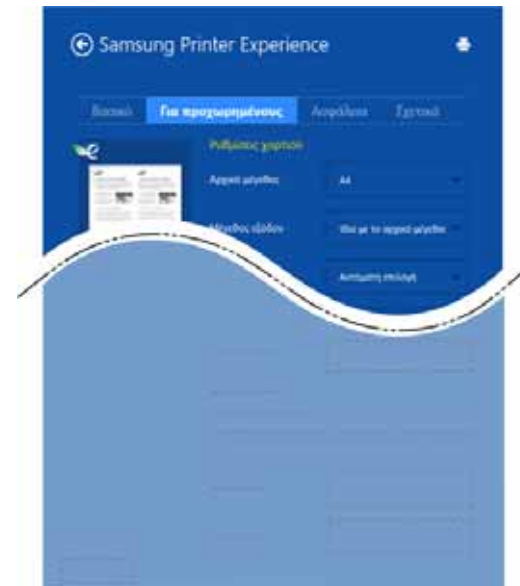 Samsung Printer Experience
Βασικό Για προχωρημένους Ασφάλεια Σχετικά
Ρυθμίσεις χαρτιού
Αρχικό μέγεθος A4
Μέγεθος εξόδου Ίδιο με το αρχικό μέγεθος
Αυτόματη επιλογή